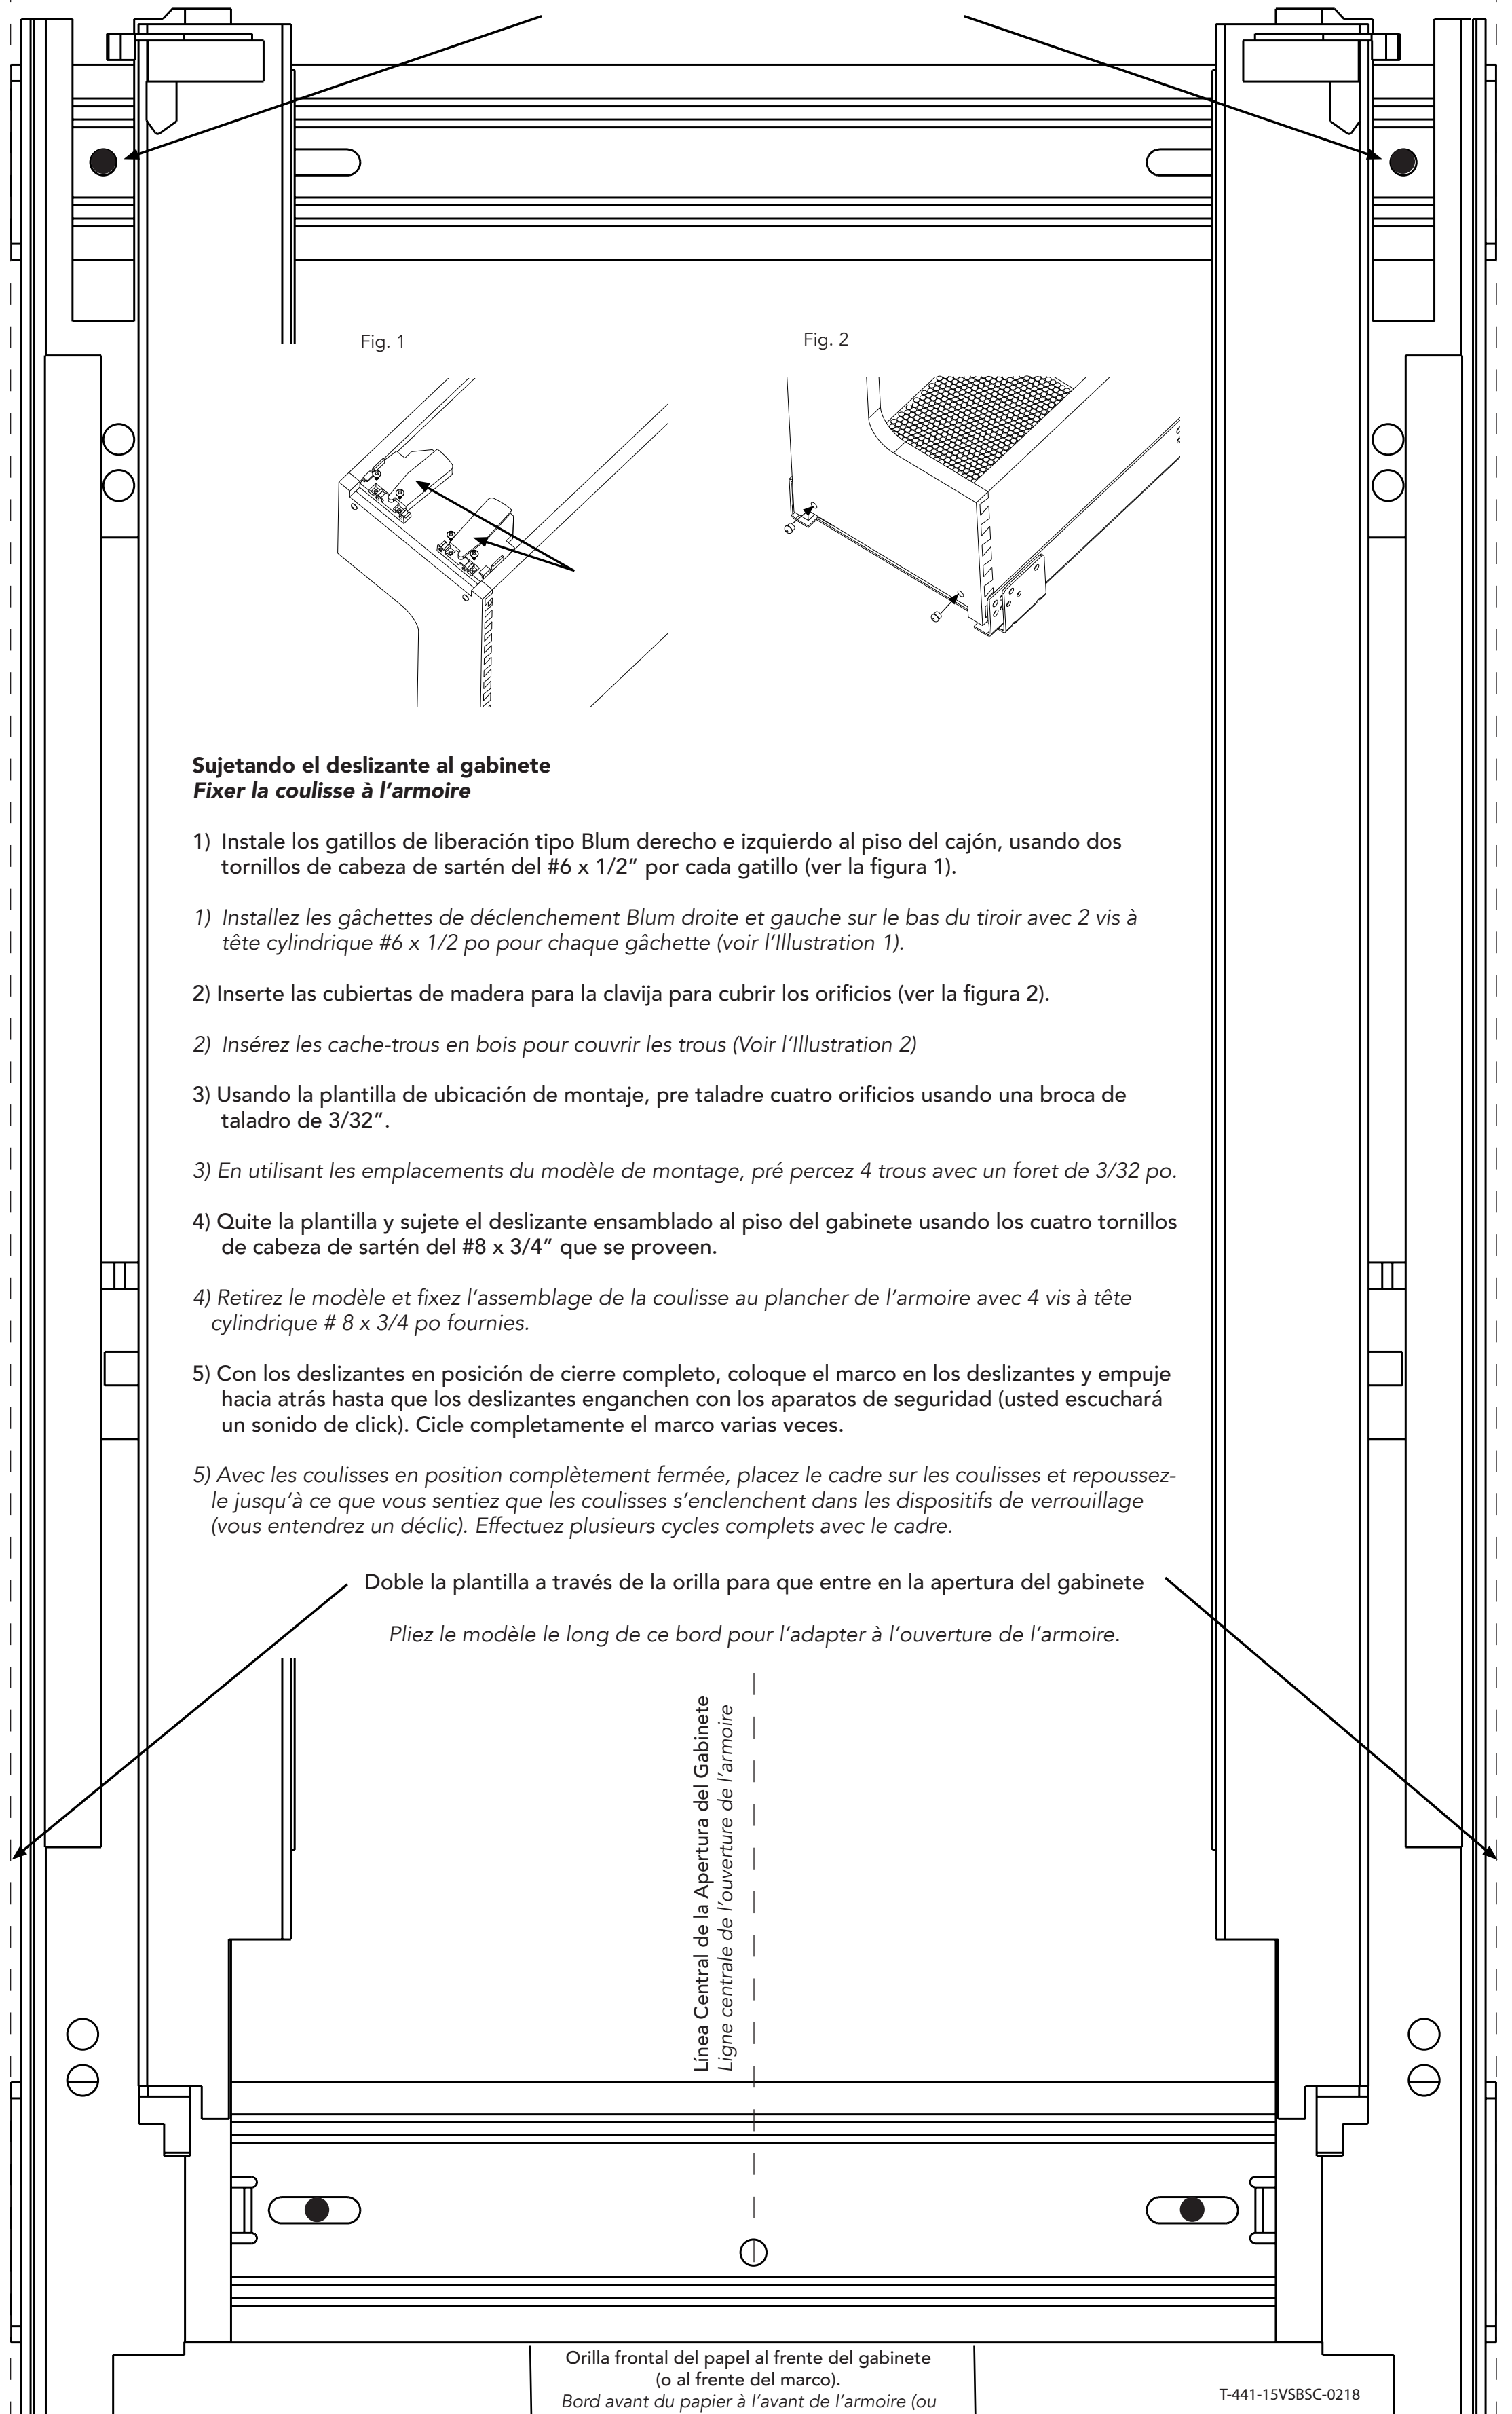 Fig. 1
Fig. 2
Sujetando el deslizante al gabinete
Fixer la coulisse à l’armoire
1) Instale los gatillos de liberación tipo Blum derecho e izquierdo al piso del cajón, usando dos
tornillos de cabeza de sartén del #6 x 1/2” por cada gatillo (ver la figura 1).
1) Installez les gâchettes de déclenchement Blum droite et gauche sur le bas du tiroir avec 2 vis à
tête cylindrique #6 x 1/2 po pour chaque gâchette (voir l’Illustration 1).
2) Inserte las cubiertas de madera para la clavija para cubrir los orificios (ver la figura 2).
2) Insérez les cache-trous en bois pour couvrir les trous (Voir l’Illustration 2)
3) Usando la plantilla de ubicación de montaje, pre taladre cuatro orificios usando una broca de
taladro de 3/32”.
3) En utilisant les emplacements du modèle de montage, pré percez 4 trous avec un foret de 3/32 po.
4) Quite la plantilla y sujete el deslizante ensamblado al piso del gabinete usando los cuatro tornillos
de cabeza de sartén del #8 x 3/4” que se proveen.
4) Retirez le modèle et fixez l’assemblage de la coulisse au plancher de l’armoire avec 4 vis à tête
cylindrique # 8 x 3/4 po fournies.
5) Con los deslizantes en posición de cierre completo, coloque el marco en los deslizantes y empuje
hacia atrás hasta que los deslizantes enganchen con los aparatos de seguridad (usted escuchará
un sonido de click). Cicle completamente el marco varias veces.
5) Avec les coulisses en position complètement fermée, placez le cadre sur les coulisses et repoussez-
le jusqu’à ce que vous sentiez que les coulisses s’enclenchent dans les dispositifs de verrouillage
(vous entendrez un déclic). Effectuez plusieurs cycles complets avec le cadre.
Doble la plantilla a través de la orilla para que entre en la apertura del gabinete
Pliez le modèle le long de ce bord pour l’adapter à l’ouverture de l’armoire.
Línea Central de la Apertura del Gabinete
Ligne centrale de l’ouverture de l’armoire
Orilla frontal del papel al frente del gabinete
(o al frente del marco).
Bord avant du papier à l’avant de l’armoire (ou
T-441-15VSBSC-0218